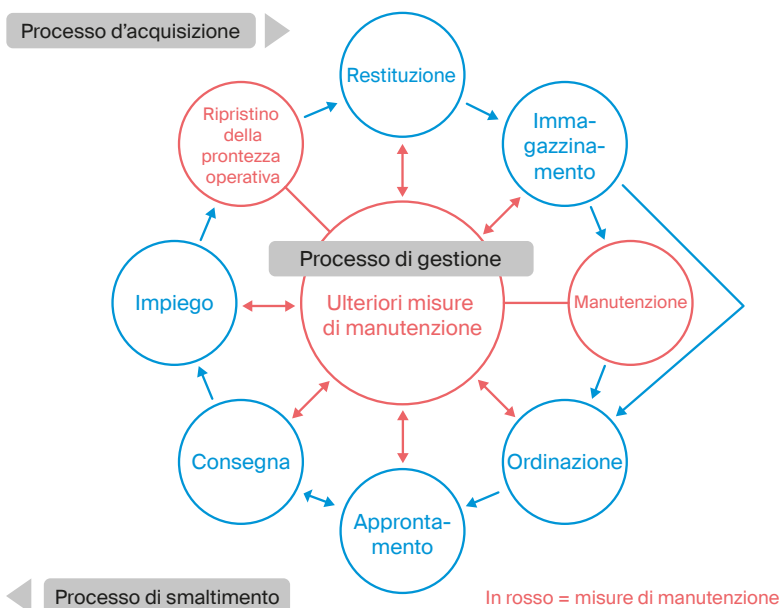 Processo d’acquisizione
Restituzione
Ripristino
della
prontezza
operativa
Imma-
gazzina-
mento
Processo di gestione
Impiego
Ulteriori misure
di manutenzione
Manutenzione
Consegna
Ordinazione
Appronta-
mento
Processo di smaltimento
In rosso = misure di manutenzione